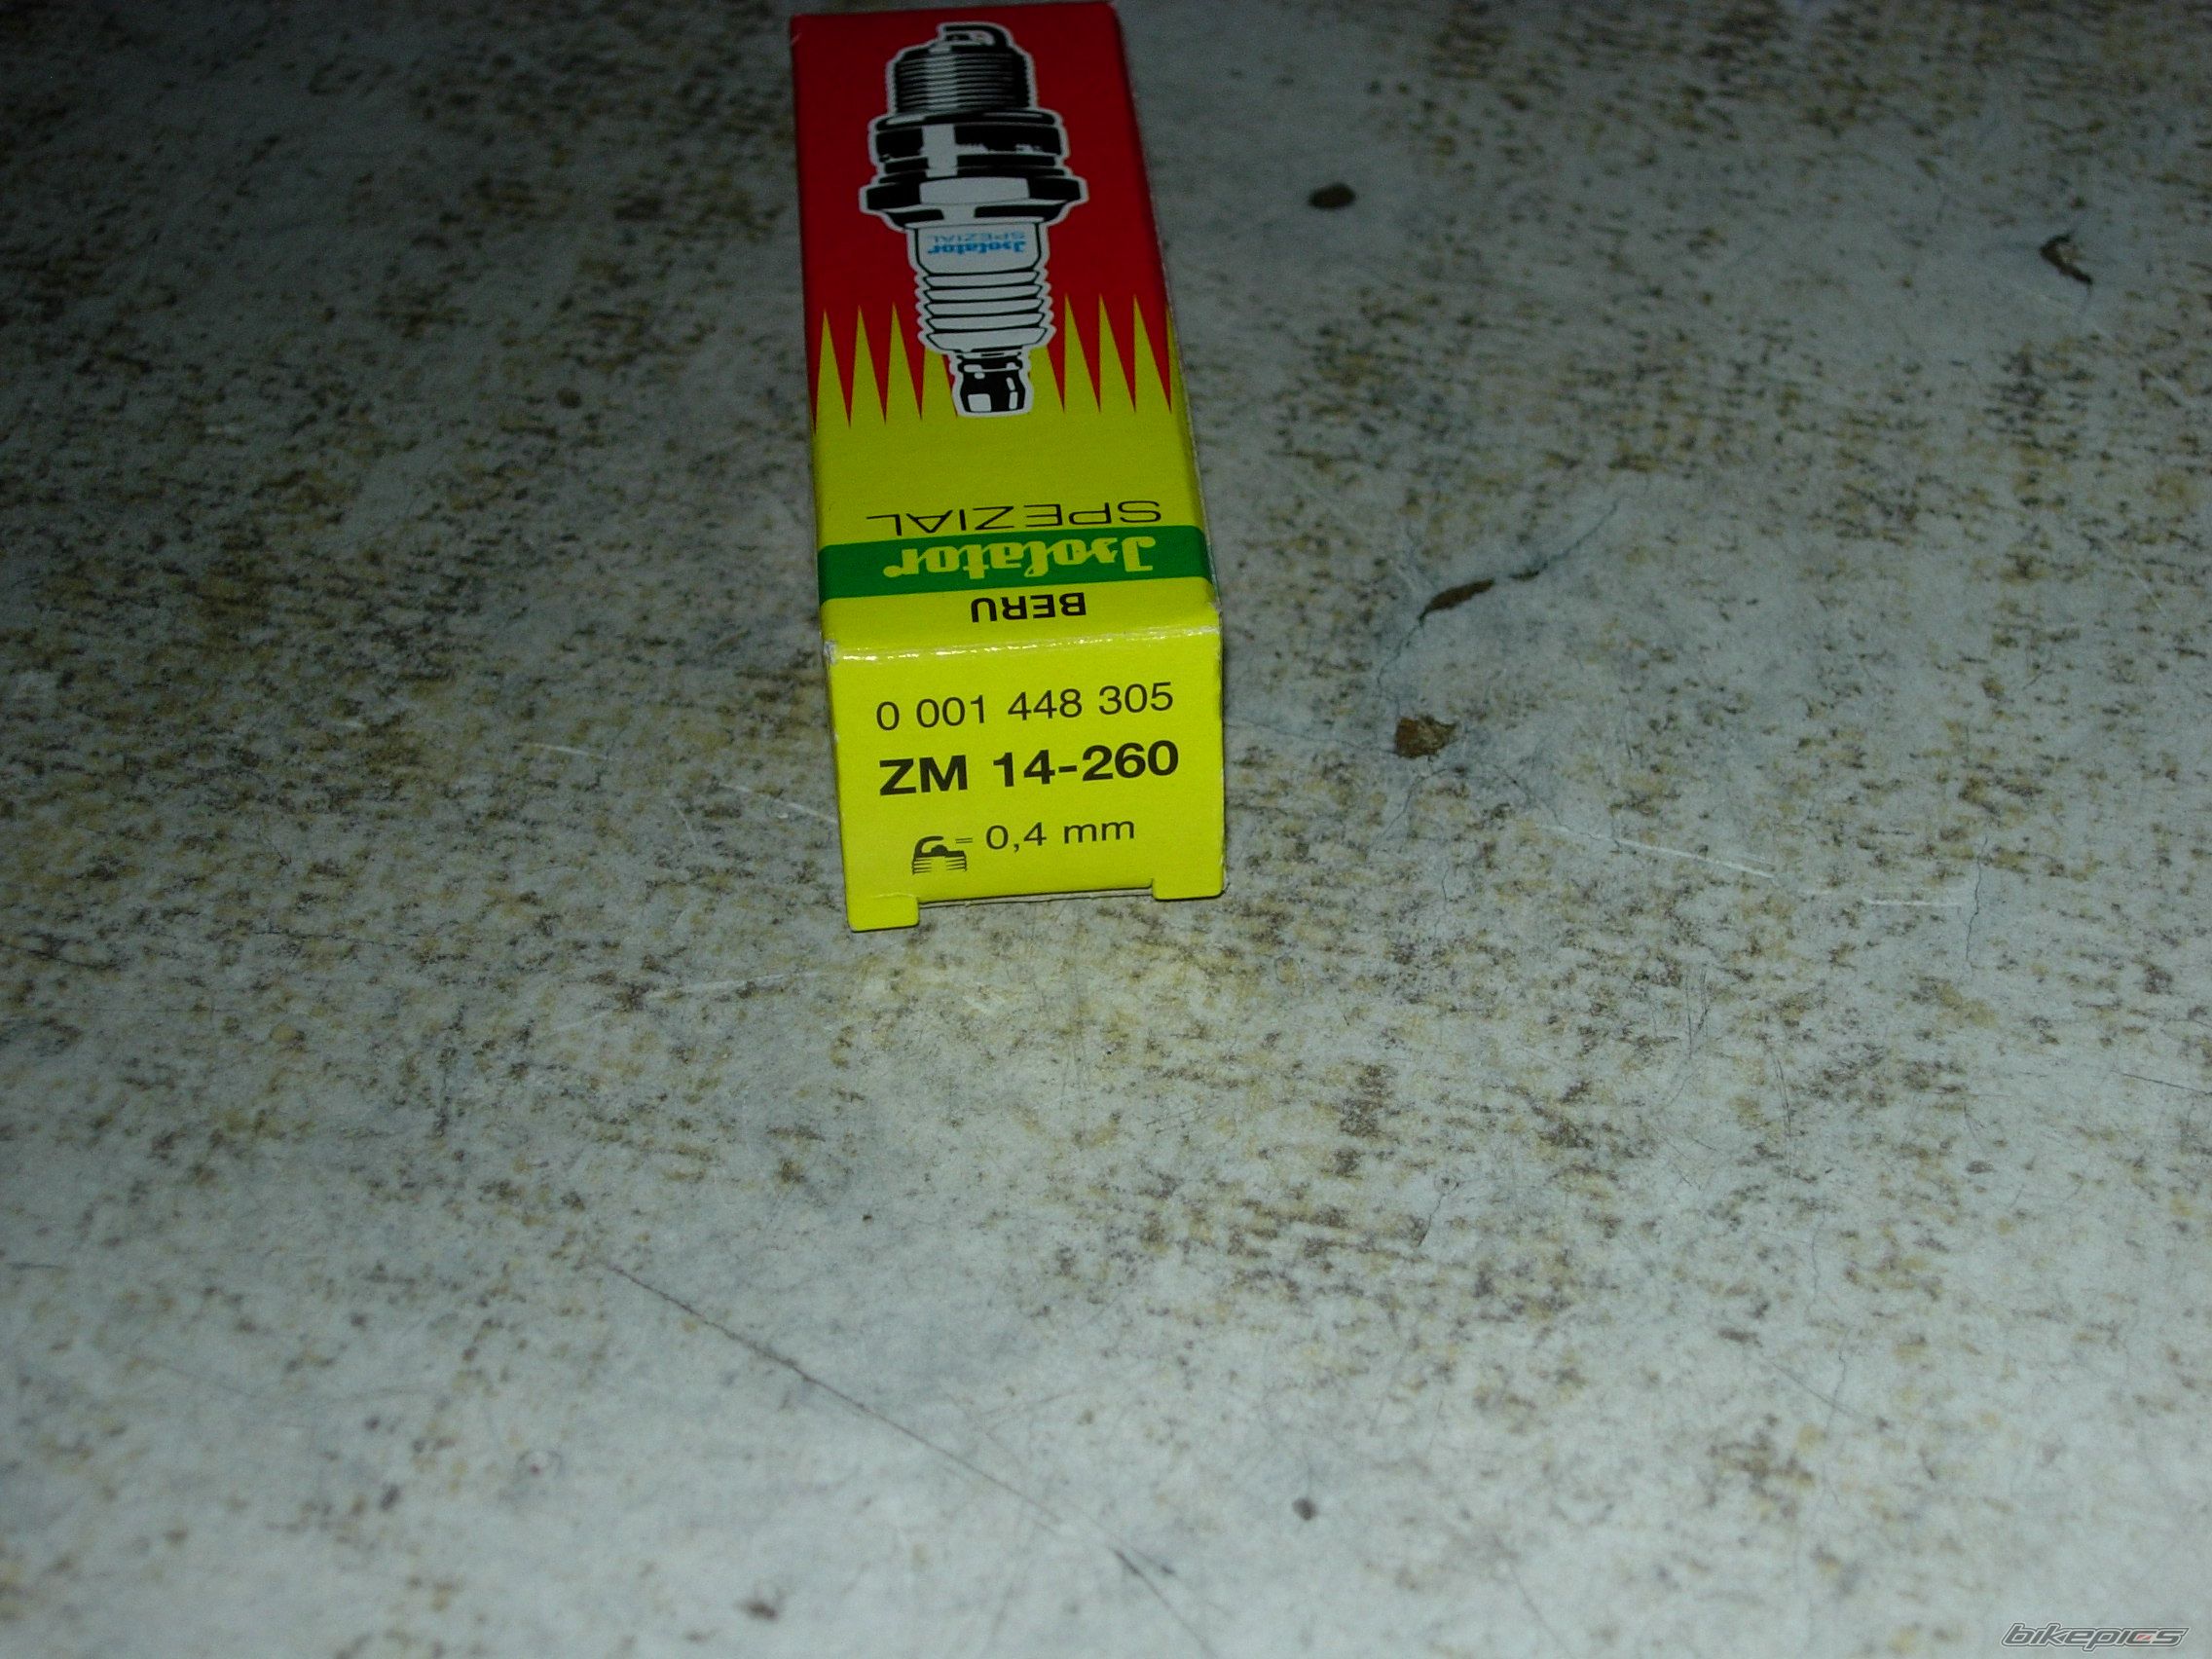 Isolator
SPEZIAL
SPEZIAL
Isolator
BERU
0 001 448 305
ZM 14-260
= 0,4 mm
bikepics